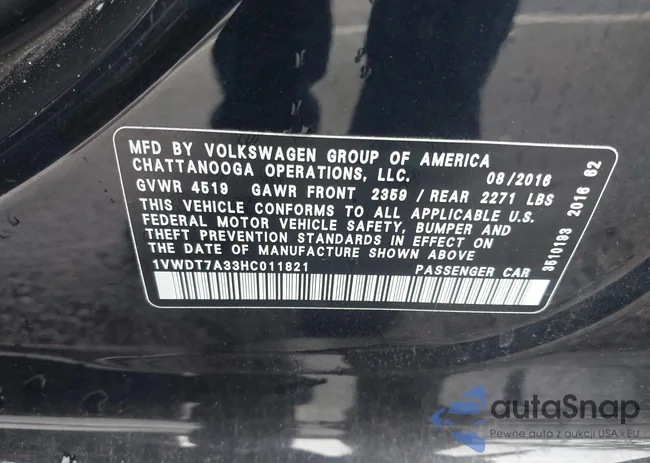 MFD BY VOLKSWAGEN GROUP OF AMERICA
CHATTANOOGA OPERATIONS, LLC. 08/2016
GVWR 4519 GAWR FRONT 2359 / REAR 2271 LBS
THIS VEHICLE CONFORMS TO ALL APPLICABLE U.S.
FEDERAL MOTOR VEHICLE SAFETY, BUMPER AND
THEFT PREVENTION STANDARDS IN EFFECT ON
THE DATE OF MANUFACTURE SHOWN ABOVE
1VWDT7A33HC011821 PASSENGER CAR
3510193 2016 62
autaSnap
Pewne auta z aukcji USA i EU